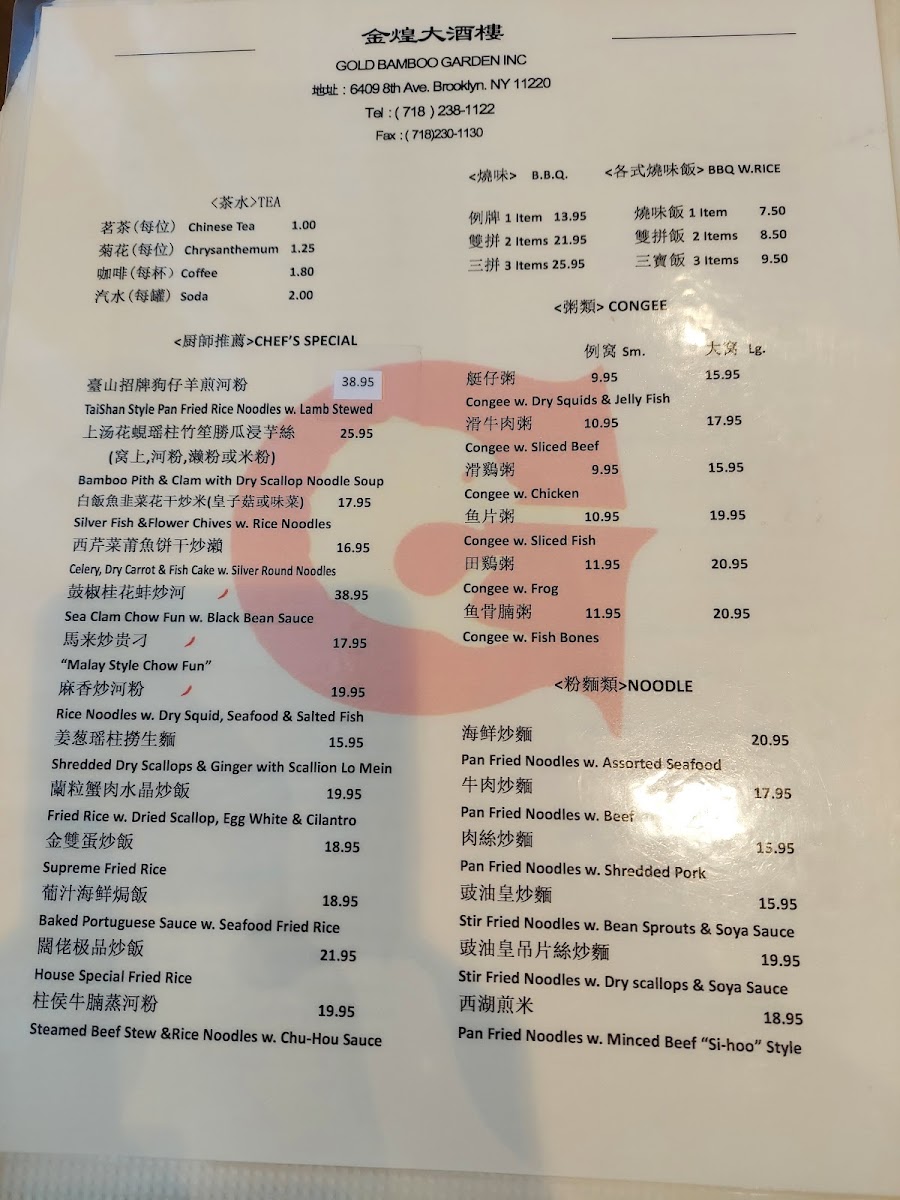 金煌大酒樓
GOLD BAMBOO GARDEN INC
地址 : 6409 8th Ave. Brooklyn. NY 11220
Tel : ( 718 ) 238-1122
Fax : ( 718)230-1130
<茶水>TEA
茗茶(每位) Chinese Tea 1.00
菊花(每位) Chrysanthemum 1.25
咖啡(每杯) Coffee 1.80
汽水(每罐) Soda 2.00
<廚師推薦>CHEF'S SPECIAL
臺山招牌狗仔羊煎河粉 38.95
TaiShan Style Pan Fried Rice Noodles w. Lamb Stewed
上汤花蜆瑶柱竹笙勝瓜浸芋絲 25.95
(窝上,河粉,濑粉或米粉)
Bamboo Pith & Clam with Dry Scallop Noodle Soup
白飯魚韭菜花干炒米(皇子菇或味菜) 17.95
Silver Fish &Flower Chives w. Rice Noodles
西芹菜莆魚饼干炒瀨 16.95
Celery, Dry Carrot & Fish Cake w. Silver Round Noodles
鼓椒桂花蚌炒河 38.95
Sea Clam Chow Fun w. Black Bean Sauce
馬来炒贵刁 17.95
“Malay Style Chow Fun”
麻香炒河粉 19.95
Rice Noodles w. Dry Squid, Seafood & Salted Fish
姜葱瑶柱撈生麵 15.95
Shredded Dry Scallops & Ginger with Scallion Lo Mein
蘭粒蟹肉水晶炒飯 19.95
Fried Rice w. Dried Scallop, Egg White & Cilantro
金雙蛋炒飯 18.95
Supreme Fried Rice
葡汁海鲜焗飯 18.95
Baked Portuguese Sauce w. Seafood Fried Rice
闊佬极品炒飯 21.95
House Special Fried Rice
柱侯牛腩蒸河粉 19.95
Steamed Beef Stew &Rice Noodles w. Chu-Hou Sauce
<燒味> B.B.Q.
例牌 1 Item 13.95
雙拼 2 Items 21.95
三拼 3 Items 25.95
<各式燒味飯> BBQ W.RICE
燒味飯 1 Item 7.50
雙拼飯 2 Items 8.50
三寶飯 3 Items 9.50
<粥類> CONGEE
例窝 Sm. 大窝 Lg.
艇仔粥 9.95 15.95
Congee w. Dry Squids & Jelly Fish
滑牛肉粥 10.95 17.95
Congee w. Sliced Beef
滑鷄粥 9.95 15.95
Congee w. Chicken
鱼片粥 10.95 19.95
Congee w. Sliced Fish
田鷄粥 11.95 20.95
Congee w. Frog
鱼骨腩粥 11.95 20.95
Congee w. Fish Bones
<粉麵類>NOODLE
海鲜炒麵 20.95
Pan Fried Noodles w. Assorted Seafood
牛肉炒麵 17.95
Pan Fried Noodles w. Beef
肉絲炒麵 15.95
Pan Fried Noodles w. Shredded Pork
豉油皇炒麵 15.95
Stir Fried Noodles w. Bean Sprouts & Soya Sauce
豉油皇吊片絲炒麵 19.95
Stir Fried Noodles w. Dry scallops & Soya Sauce
西湖煎米 18.95
Pan Fried Noodles w. Minced Beef “Si-hoo” Style